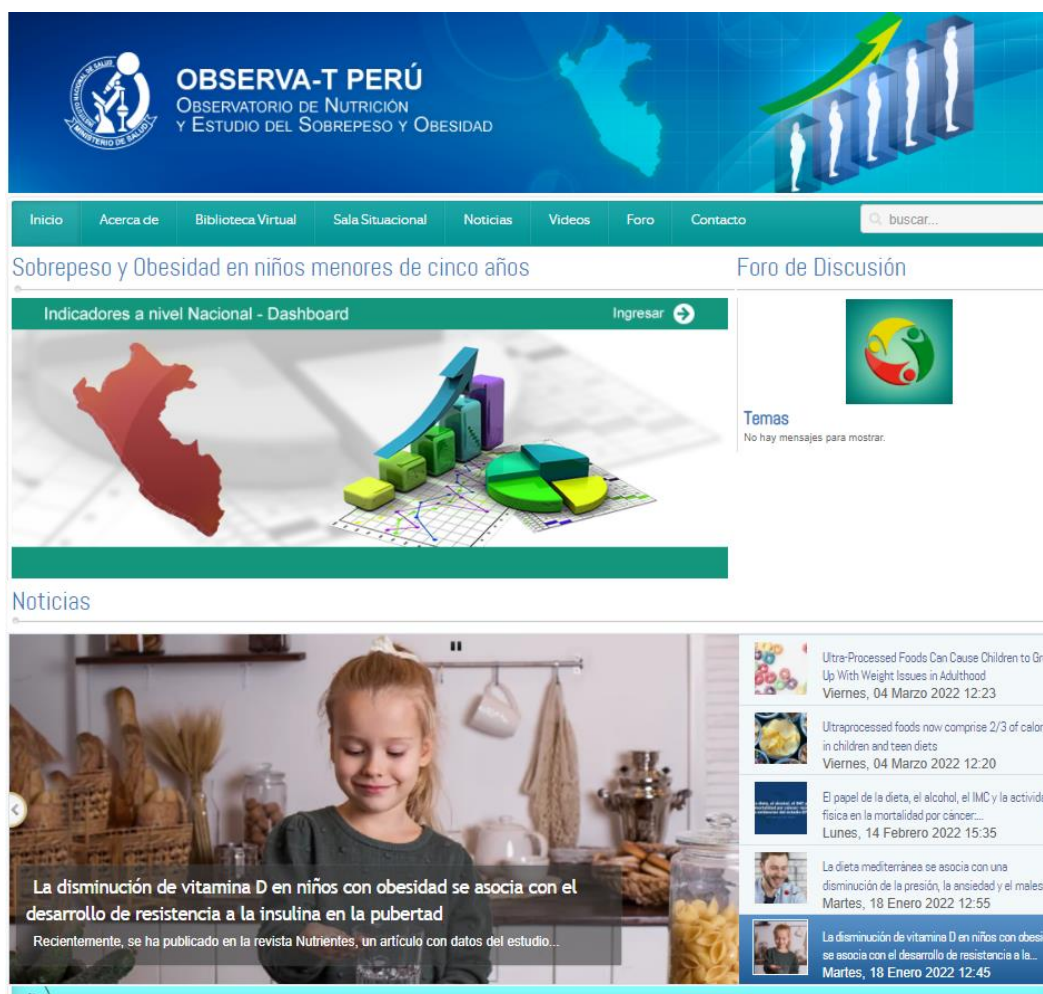 OBSERVA-T PERÚ
OBSERVATORIO DE NUTRICIÓN
Y ESTUDIO DEL SOBREPESO Y OBESIDAD
INSTITUTO NACIONAL DE SALUD
MINISTERIO DE SALUD
Inicio Acerca de Biblioteca Virtual Sala Situacional Noticias Videos Foro Contacto buscar...
Sobrepeso y Obesidad en niños menores de cinco años
Indicadores a nivel Nacional - Dashboard Ingresar
Foro de Discusión
Temas
No hay mensajes para mostrar.
Noticias
La disminución de vitamina D en niños con obesidad se asocia con el
desarrollo de resistencia a la insulina en la pubertad
Recientemente, se ha publicado en la revista Nutrientes, un artículo con datos del estudio...
Ultra-Processed Foods Can Cause Children to Gr
Up With Weight Issues in Adulthood
Viernes, 04 Marzo 2022 12:23
Ultraprocessed foods now comprise 2/3 of calor
in children and teen diets
Viernes, 04 Marzo 2022 12:20
El papel de la dieta, el alcohol, el IMC y la activida
física en la mortalidad por cáncer:...
Lunes, 14 Febrero 2022 15:35
La dieta mediterránea se asocia con una
disminución de la presión, la ansiedad y el males
Martes, 18 Enero 2022 12:55
La disminución de vitamina D en niños con obesi
se asocia con el desarrollo de resistencia a la...
Martes, 18 Enero 2022 12:45